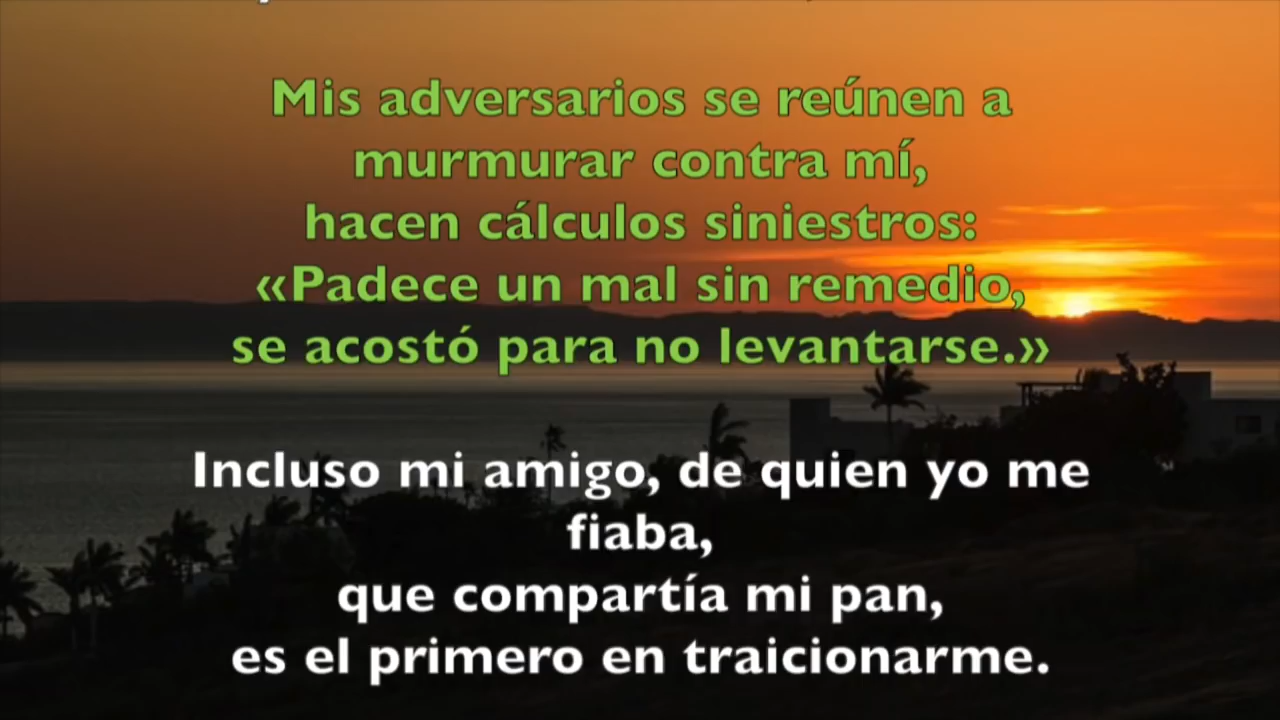 Mis adversarios se reúnen a
murmurar contra mí,
hacen cálculos siniestros:
«Padece un mal sin remedio,
se acostó para no levantarse.»
Incluso mi amigo, de quien yo me
fiaba,
que compartía mi pan,
es el primero en traicionarme.